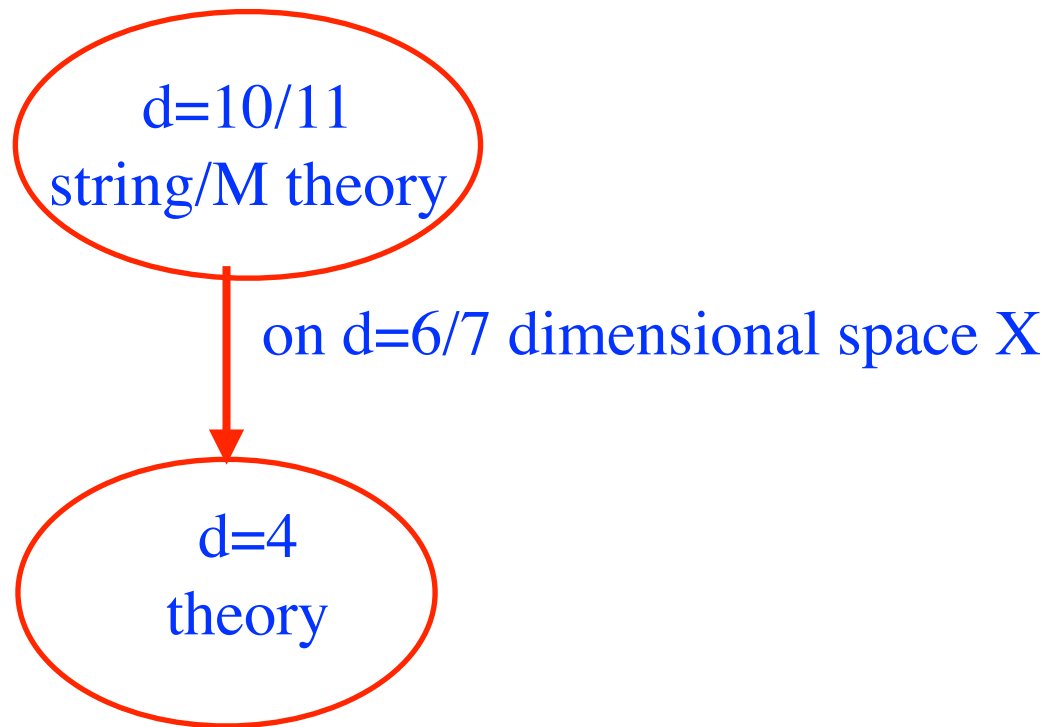 d=10/11
string/M theory
on d=6/7 dimensional space X
d=4
theory